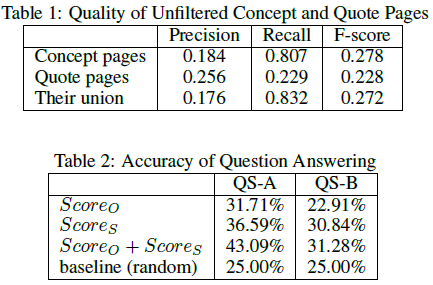 Table 1: Quality of Unfiltered Concept and Quote Pages
Precision Recall F-score
Concept pages 0.184 0.807 0.278
Quote pages 0.256 0.229 0.228
Their union 0.176 0.832 0.272
Table 2: Accuracy of Question Answering
QS-A QS-B
Score_O 31.71% 22.91%
Score_S 36.59% 30.84%
Score_O + Score_S 43.09% 31.28%
baseline (random) 25.00% 25.00%